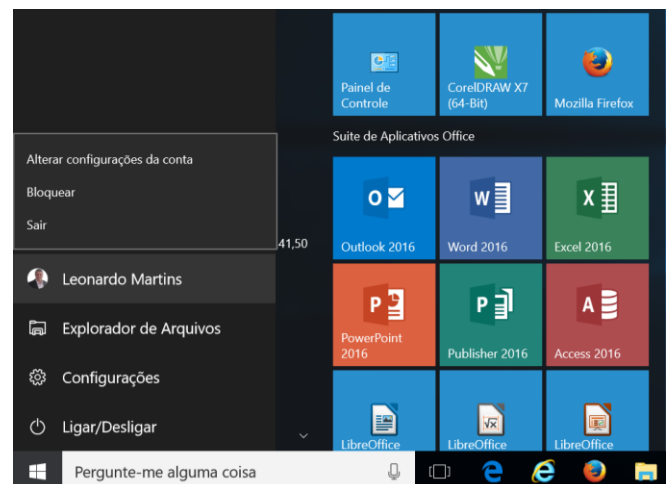 Painel de
Controle
CorelDRAW X7
(64-Bit)
Mozilla Firefox
Suite de Aplicativos Office
Alterar configurações da conta
Bloquear
Sair
41,50
Outlook 2016
Word 2016
Excel 2016
Leonardo Martins
Explorador de Arquivos
Configurações
Ligar/Desligar
PowerPoint
2016
Publisher 2016
Access 2016
LibreOffice
LibreOffice
LibreOffice
Pergunte-me alguma coisa